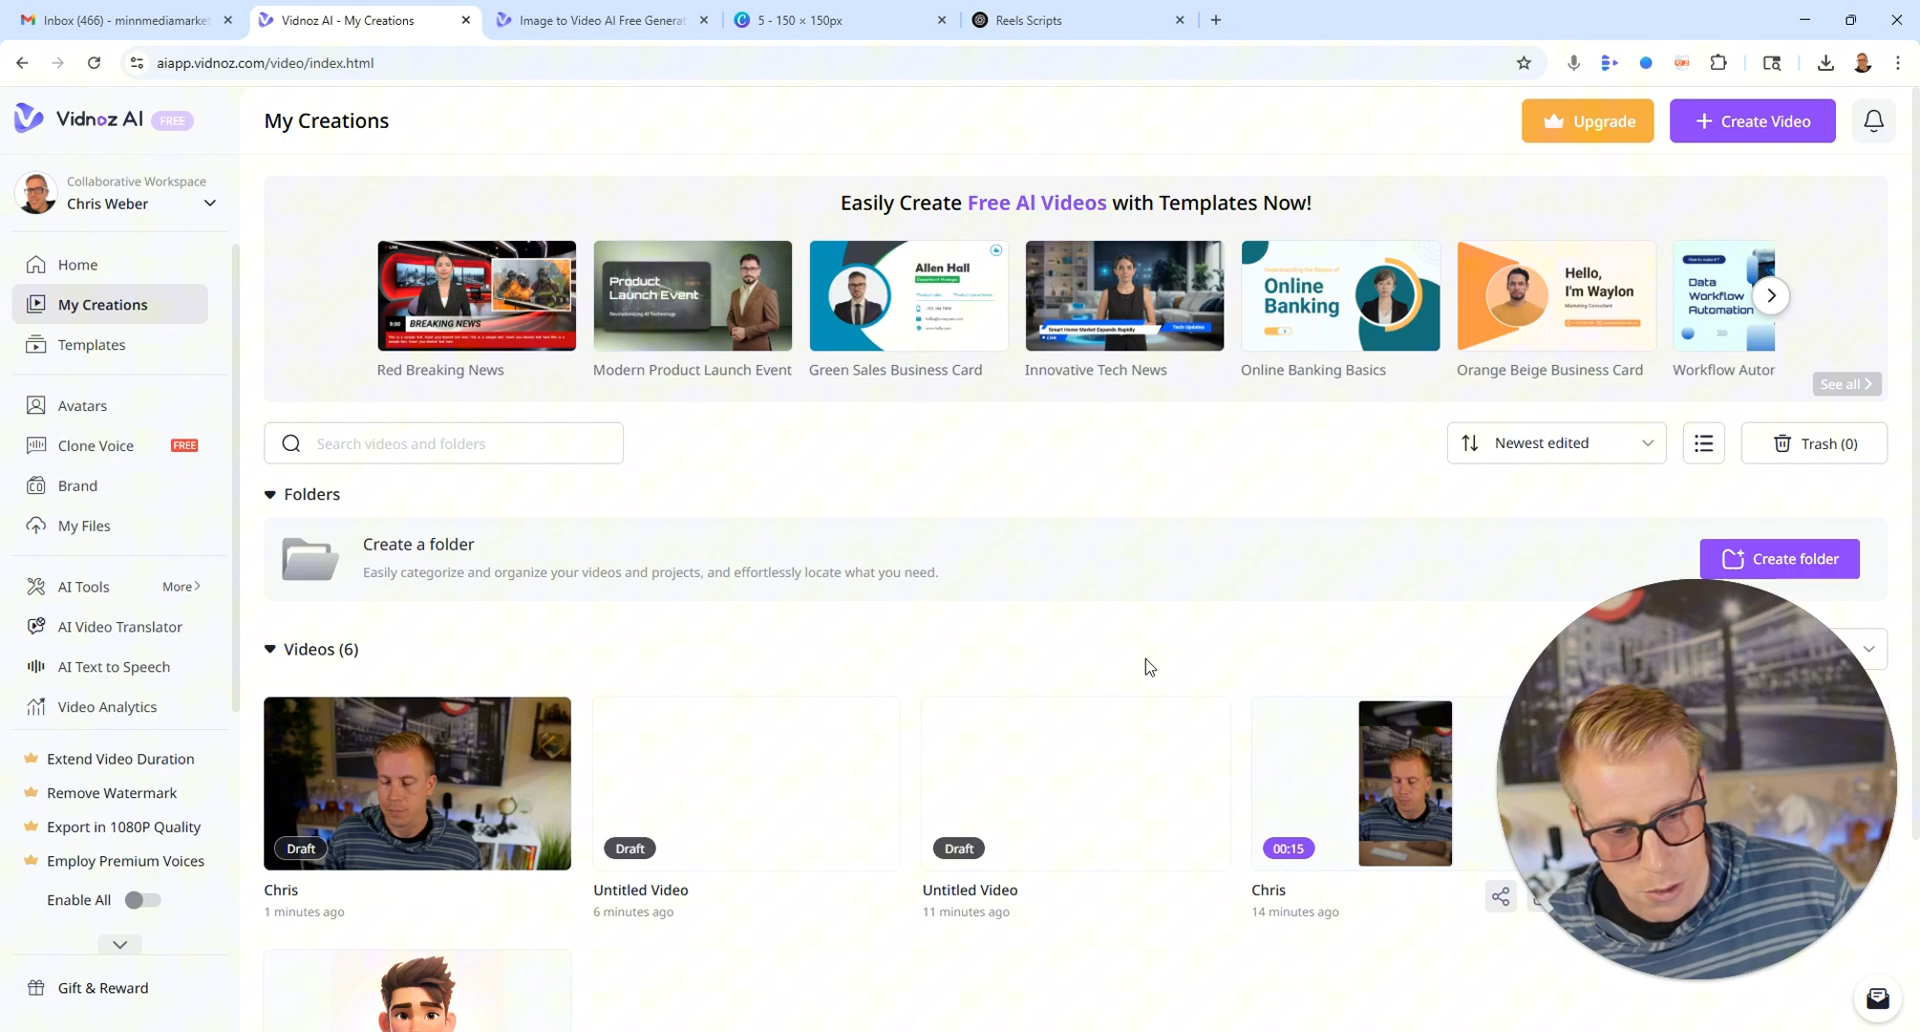 Inbox (466) - minnmediamarke
Vidnoz AI - My Creations
Image to Video AI Free Generat
5 - 150 × 150px
Reels Scripts
aiapp.vidnoz.com/video/index.html
Vidnoz AI FREE
My Creations
Upgrade
Create Video
Collaborative Workspace
Chris Weber
Home
My Creations
Templates
Avatars
Clone Voice FREE
Brand
My Files
AI Tools More
AI Video Translator
AI Text to Speech
Video Analytics
Extend Video Duration
Remove Watermark
Export in 1080P Quality
Employ Premium Voices
Enable All
Gift & Reward
Easily Create Free AI Videos with Templates Now!
BREAKING NEWS
Product
Launch Event
Allen Hall
Smart Home Market Expands Rapidly
Tech Updates
Online
Banking
Hello,
I'm Waylon
Marketing Consultant
Data
Workflow
Automation
Red Breaking News
Modern Product Launch Event
Green Sales Business Card
Innovative Tech News
Online Banking Basics
Orange Beige Business Card
Workflow Autor
See all
Search videos and folders
Newest edited
Trash (0)
Folders
Create a folder
Easily categorize and organize your videos and projects, and effortlessly locate what you need.
Create folder
Videos (6)
Draft
Draft
Draft
00:15
Chris
1 minutes ago
Untitled Video
6 minutes ago
Untitled Video
11 minutes ago
Chris
14 minutes ago